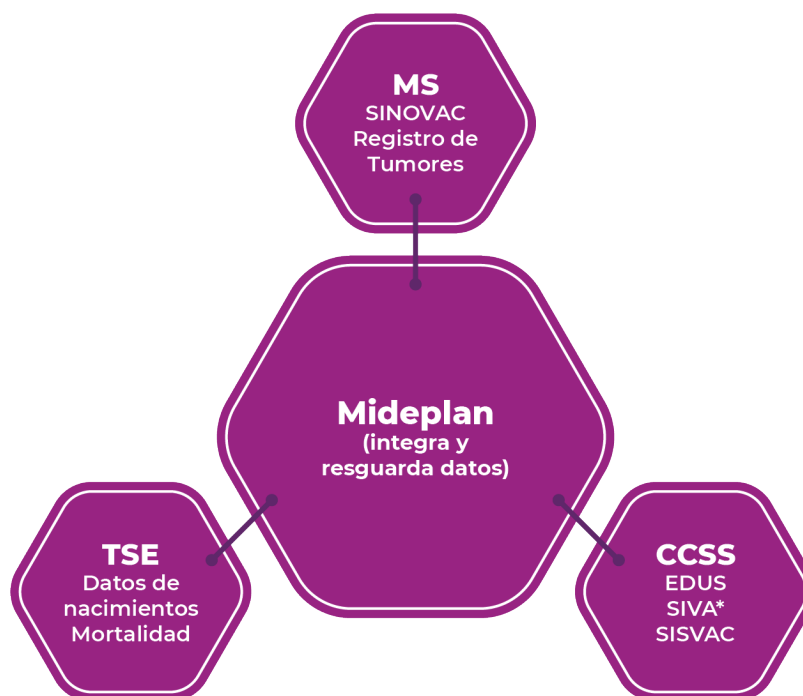 MS
SINOVAC
Registro de
Tumores
Mideplan
(integra y
resguarda datos)
TSE
Datos de
nacimientos
Mortalidad
CCSS
EDUS
SIVA*
SISVAC